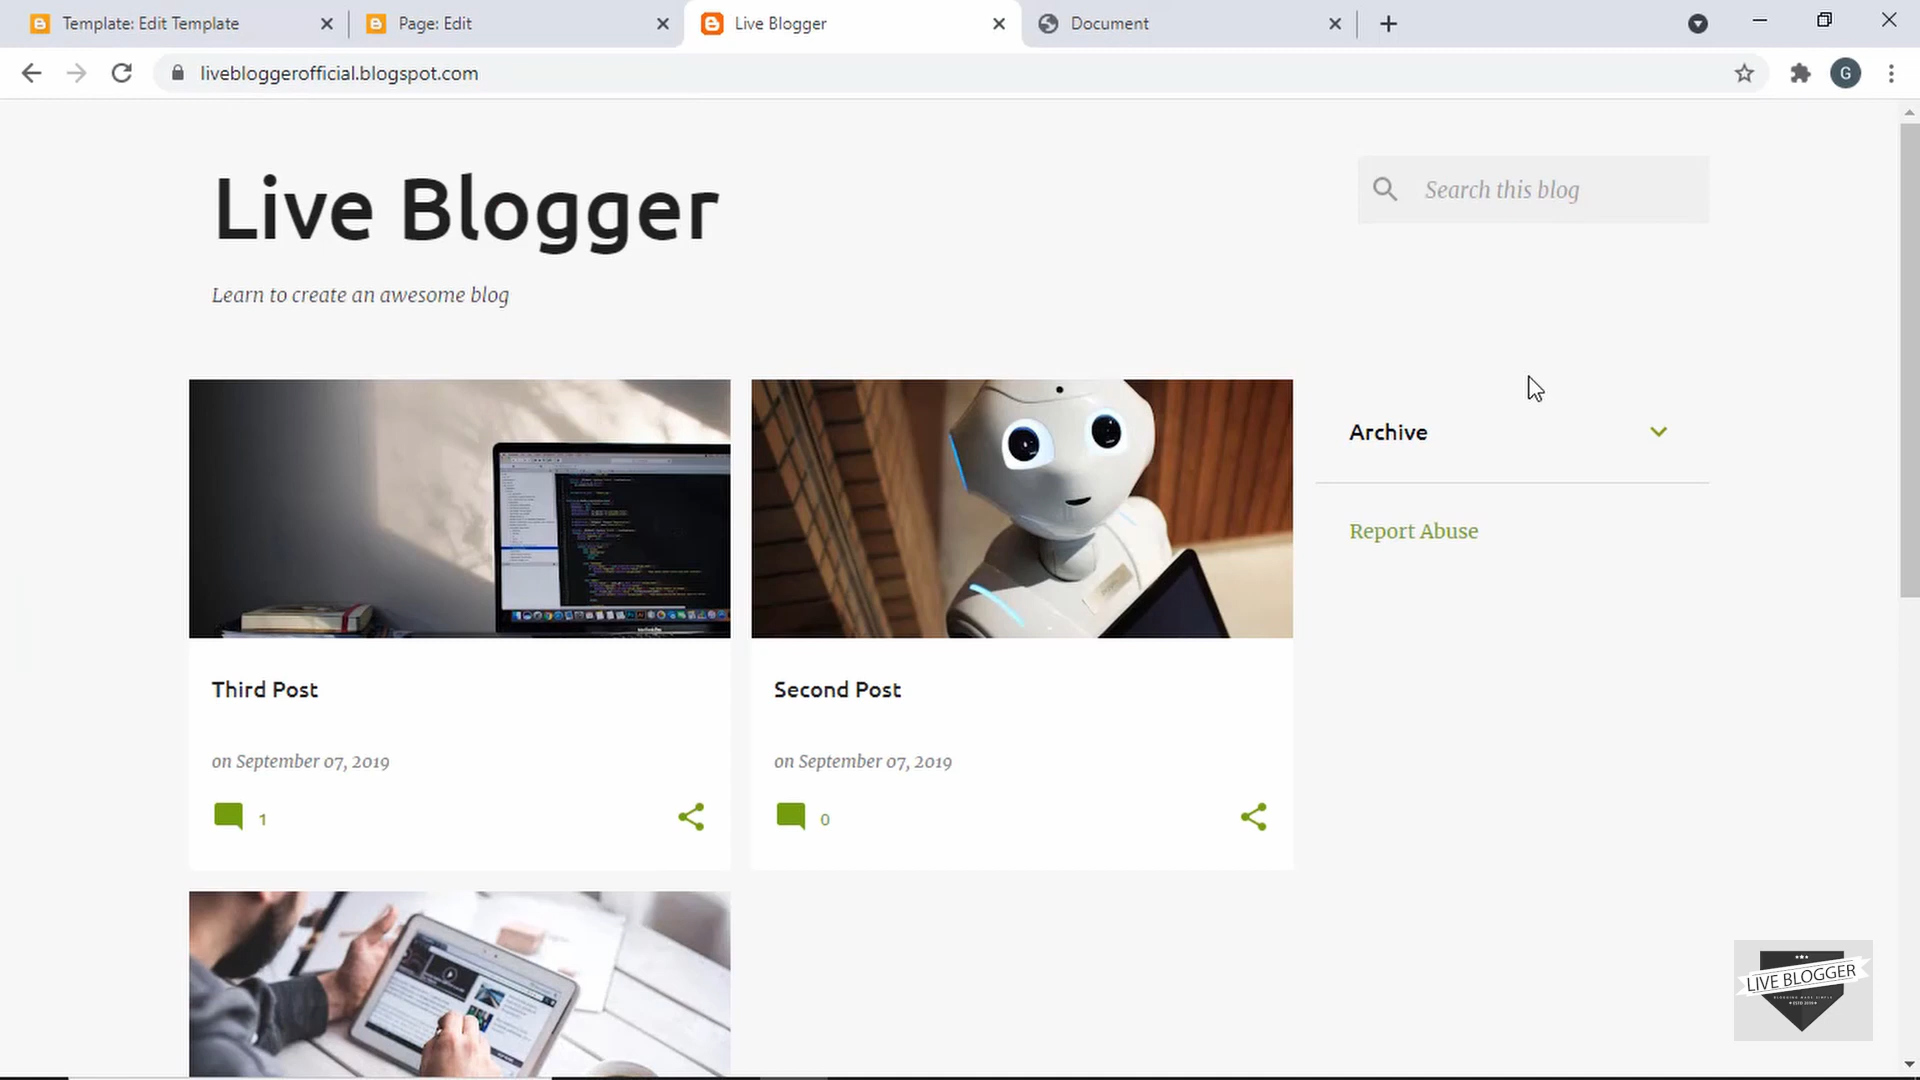 Template: Edit Template
Page: Edit
Live Blogger
Document
livebloggerofficial.blogspot.com
G
Live Blogger
Search this blog
Learn to create an awesome blog
Archive
Report Abuse
Third Post
Second Post
on September 07, 2019
on September 07, 2019
1
0
LIVE BLOGGER